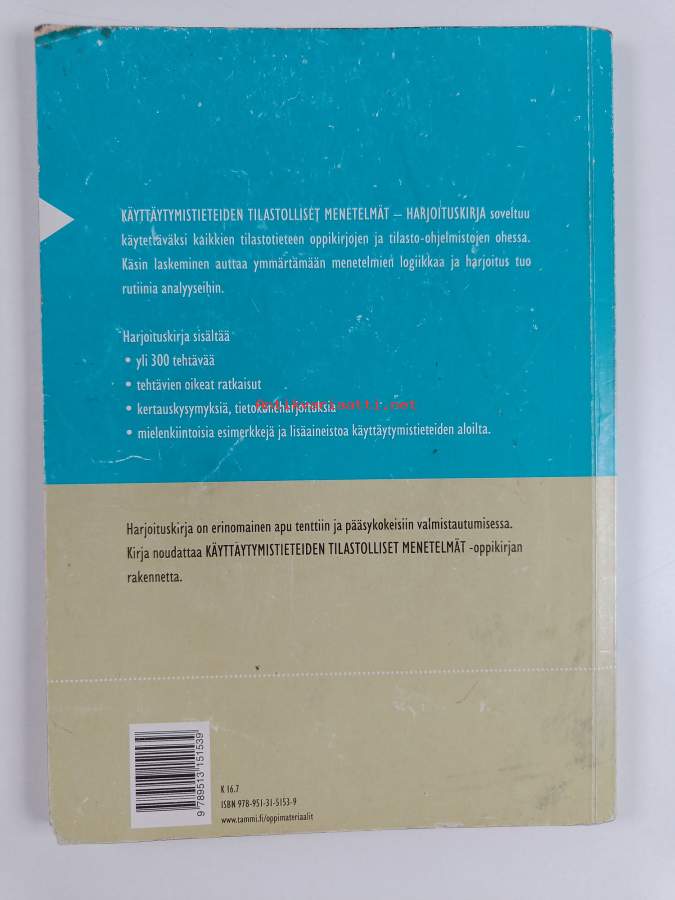 KÄYTTÄYTYMISTIETEIDEN TILASTOLLISET MENETELMÄT – HARJOITUSKIRJA soveltuu
käytettäväksi kaikkien tilastotieteen oppikirjojen ja tilasto-ohjelmistojen ohessa.
Käsin laskeminen auttaa ymmärtämään menetelmien logiikkaa ja harjoitus tuo
rutiinia analyyseihin.
Harjoituskirja sisältää
• yli 300 tehtävää
• tehtävien oikeat ratkaisut
Antikvariaatti.net
• kertauskysymyksiä, tietokoneharjoituksia
• mielenkiintoisia esimerkkejä ja lisäaineistoa käyttäytymistieteiden aloilta.
Harjoituskirja on erinomainen apu tenttiin ja pääsykokeisiin valmistautumisessa.
Kirja noudattaa KÄYTTÄYTYMISTIETEIDEN TILASTOLLISET MENETELMÄT -oppikirjan
rakennetta.
9 789513 151539
K 16.7
ISBN 978-951-31-5153-9
www.tammi.fi/oppimateriaalit